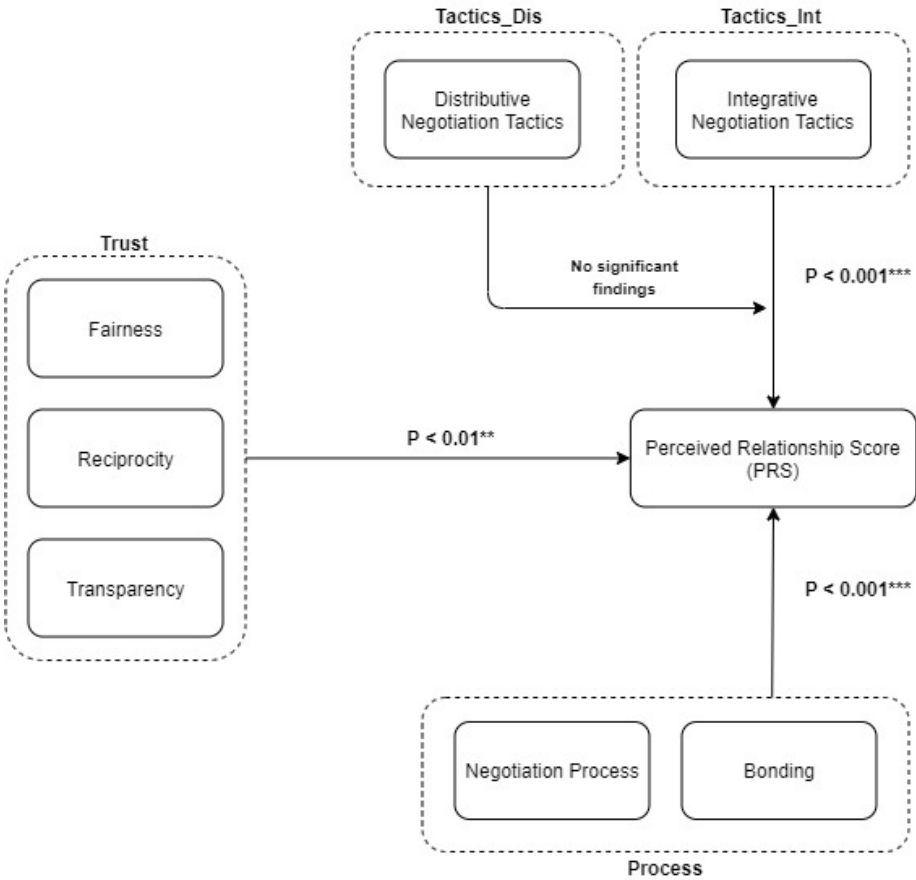 Tactics_Dis
Tactics_Int
Distributive
Negotiation Tactics
Integrative
Negotiation Tactics
Trust
No significant
findings
P < 0.001***
Fairness
Reciprocity
P < 0.01**
Perceived Relationship Score
(PRS)
Transparency
P < 0.001***
Negotiation Process
Bonding
Process